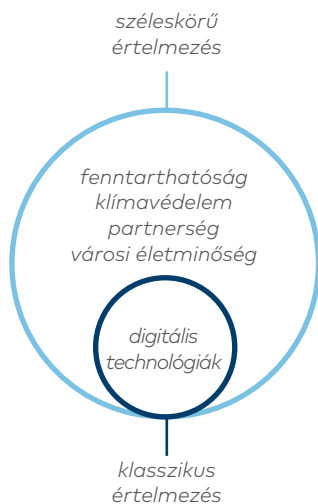 széleskörű
értelmezés
fenntarthatóság
klímavédelem
partnerség
városi életminőség
digitális
technológiák
klasszikus
értelmezés